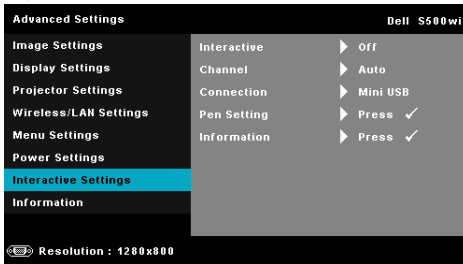 Advanced Settings Dell S500wi
Image Settings
Display Settings
Projector Settings
Wireless/LAN Settings
Menu Settings
Power Settings
Interactive Settings
Information
Interactive Off
Channel Auto
Connection Mini USB
Pen Setting Press ✓
Information Press ✓
Resolution : 1280x800